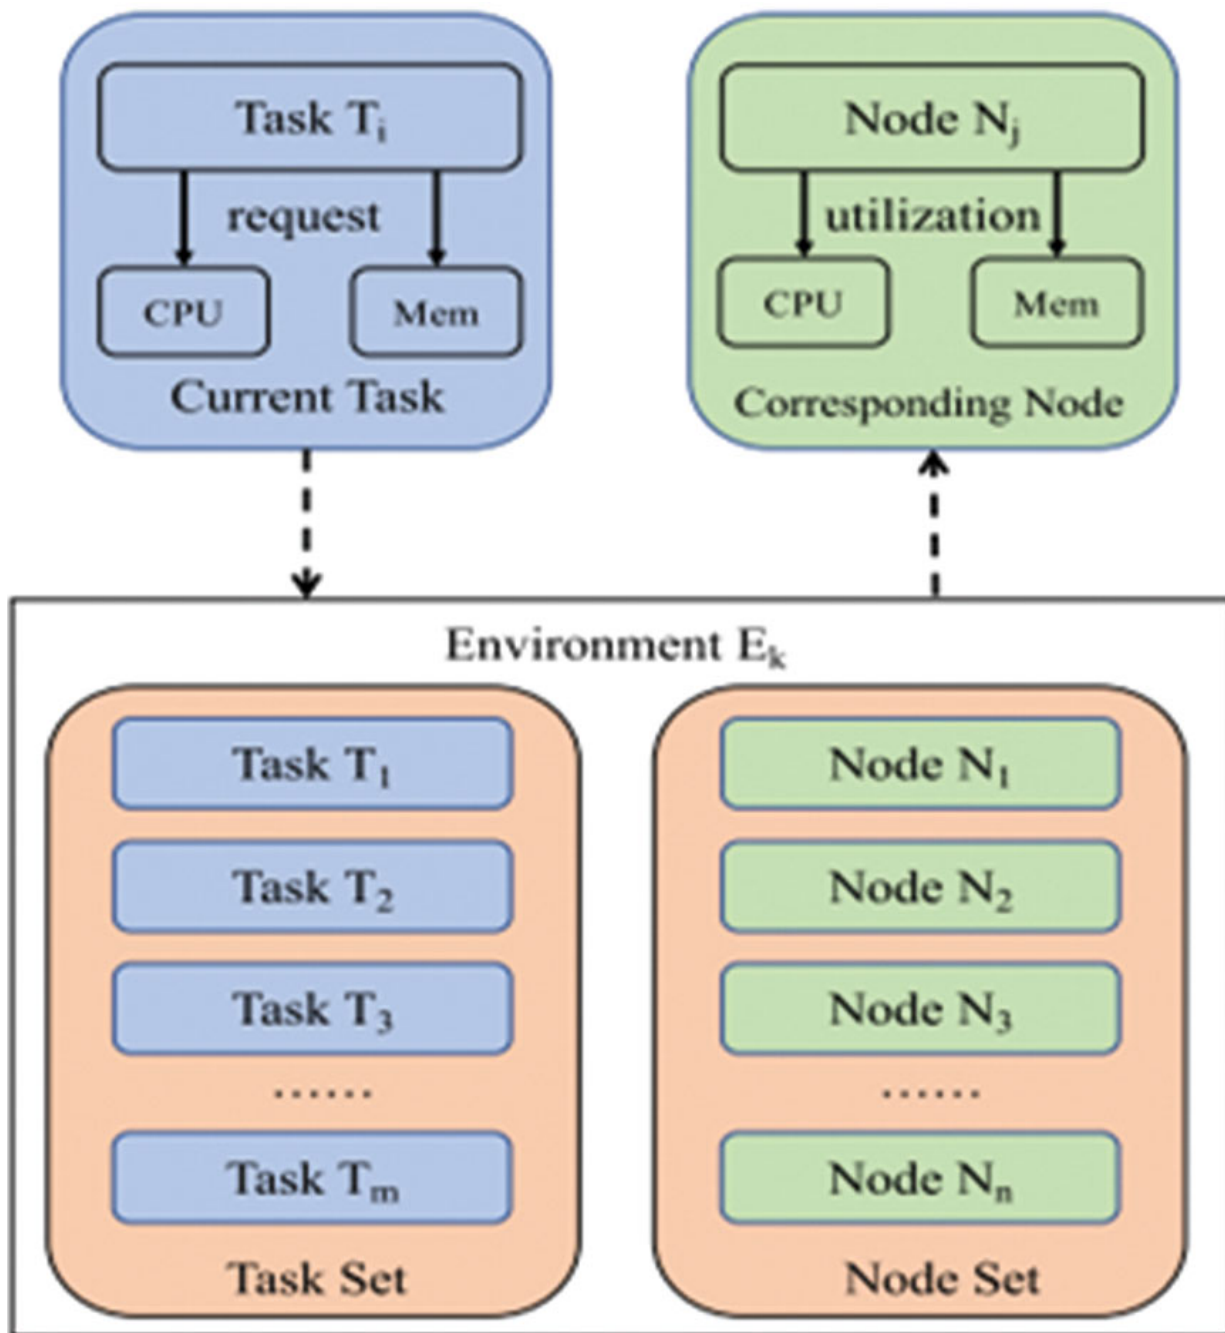 Task Ti
request
CPU
Mem
Current Task
Node Nj
utilization
CPU
Mem
Corresponding Node
Environment Ek
Task T1
Task T2
Task T3
......
Task Tm
Task Set
Node N1
Node N2
Node N3
......
Node Nn
Node Set